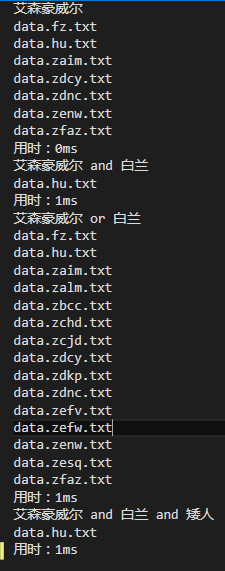 艾森豪威尔
data.fz.txt
data.hu.txt
data.zaim.txt
data.zdcy.txt
data.zdnc.txt
data.zenw.txt
data.zfaz.txt
用时：0ms
艾森豪威尔 and 白兰
data.hu.txt
用时：1ms
艾森豪威尔 or 白兰
data.fz.txt
data.hu.txt
data.zaim.txt
data.zalm.txt
data.zbcc.txt
data.zchd.txt
data.zcjd.txt
data.zdcy.txt
data.zdkp.txt
data.zdnc.txt
data.zefv.txt
data.zefw.txt
data.zenw.txt
data.zesq.txt
data.zfaz.txt
用时：1ms
艾森豪威尔 and 白兰 and 矮人
data.hu.txt
用时：1ms